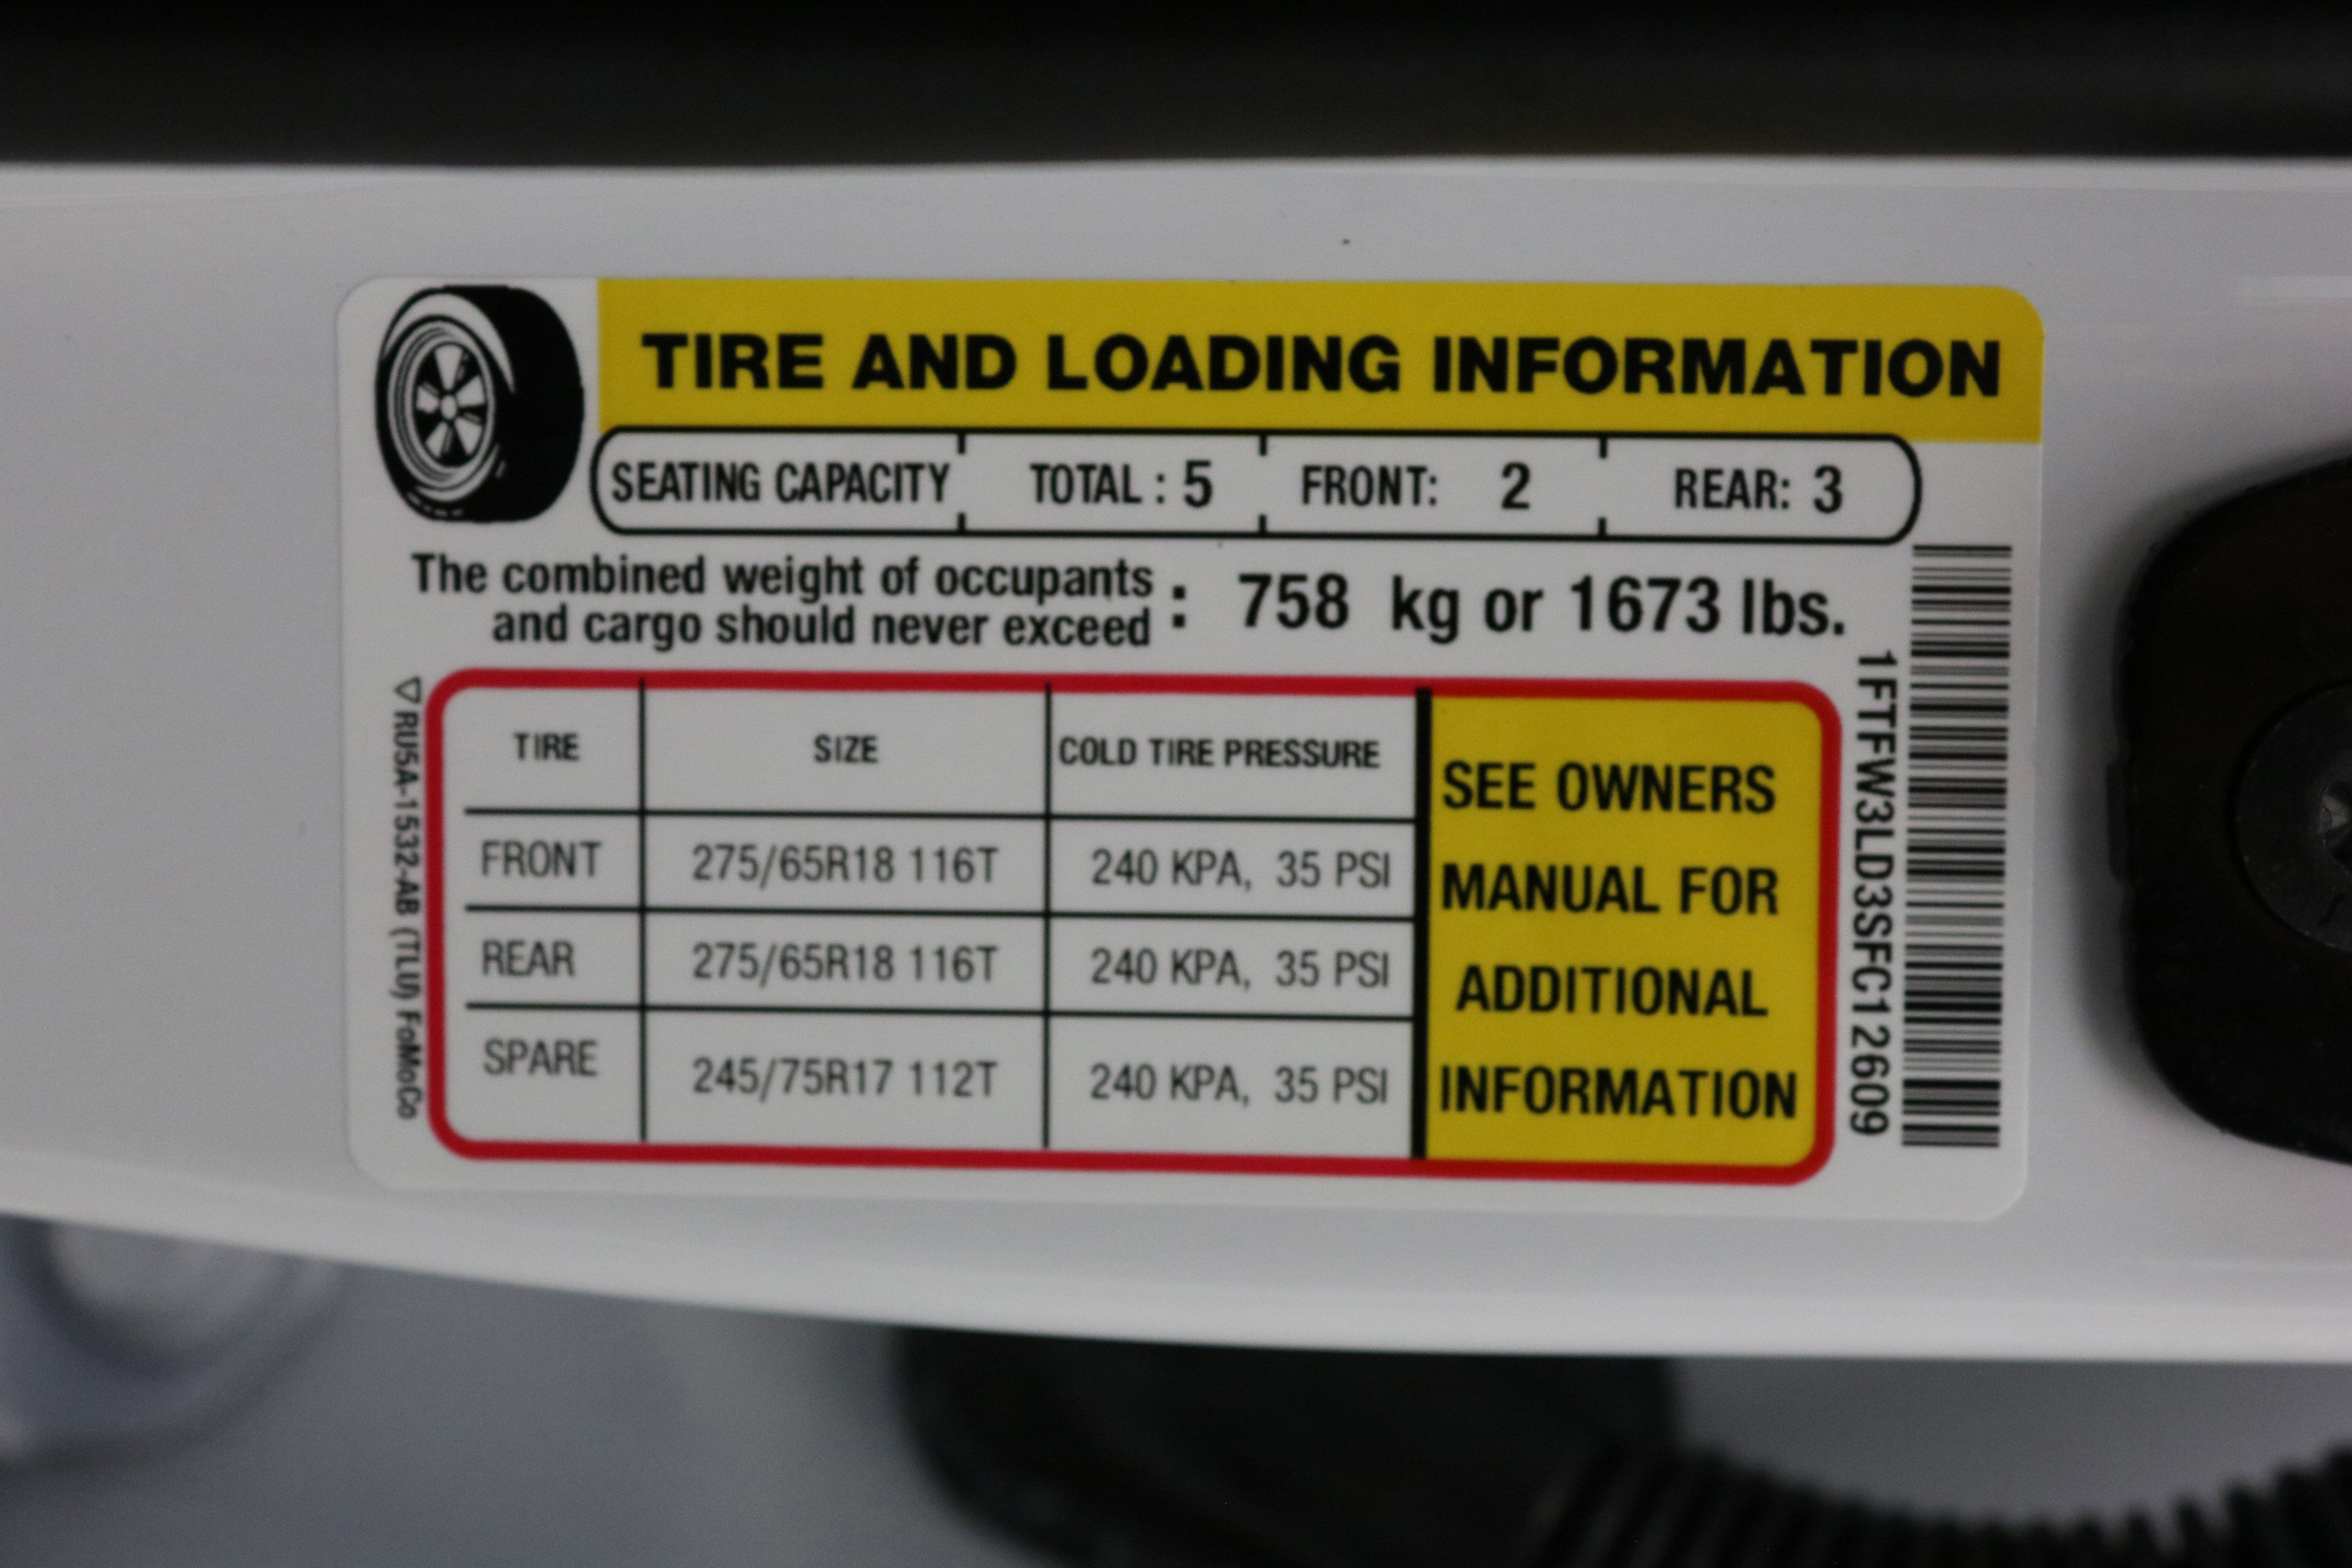 TIRE AND LOADING INFORMATION
SEATING CAPACITY TOTAL : 5 FRONT: 2 REAR: 3
The combined weight of occupants
and cargo should never exceed : 758 kg or 1673 lbs.
TIRE SIZE COLD TIRE PRESSURE
FRONT 275/65R18 116T 240 KPA, 35 PSI
REAR 275/65R18 116T 240 KPA, 35 PSI
SPARE 245/75R17 112T 240 KPA, 35 PSI
SEE OWNERS
MANUAL FOR
ADDITIONAL
INFORMATION
RU5A-1532-AB (TLU) FoMoCo
1FTFW3LD3SFC12609